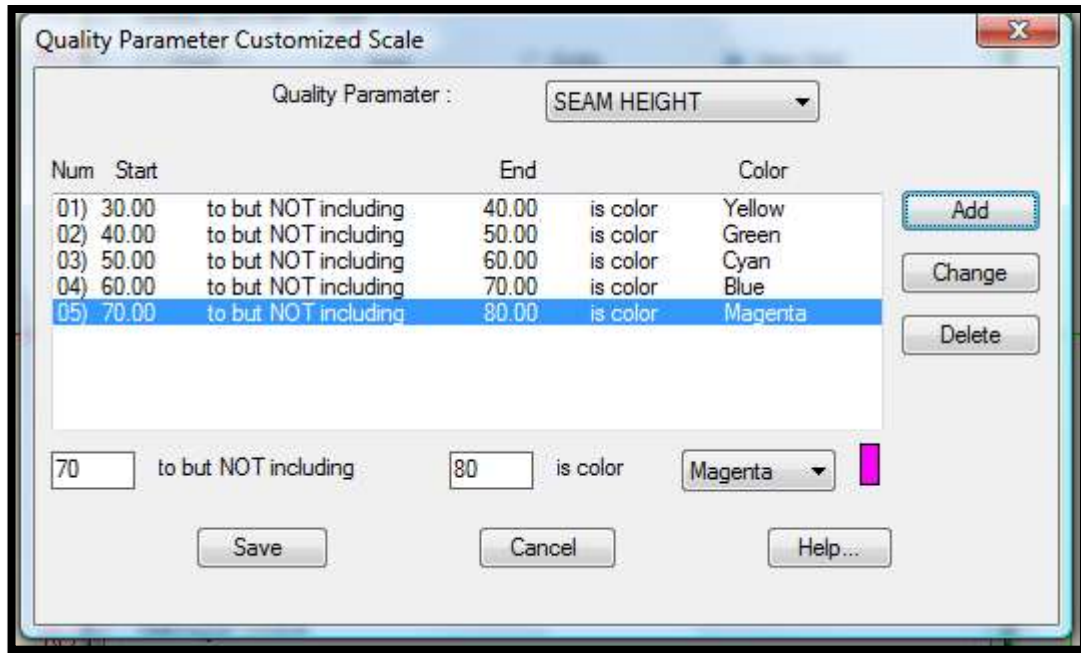 Quality Parameter Customized Scale
X
Quality Paramater : SEAM HEIGHT
Num Start End Color
01) 30.00 to but NOT including 40.00 is color Yellow
02) 40.00 to but NOT including 50.00 is color Green
03) 50.00 to but NOT including 60.00 is color Cyan
04) 60.00 to but NOT including 70.00 is color Blue
05) 70.00 to but NOT including 80.00 is color Magenta
Add
Change
Delete
70 to but NOT including 80 is color Magenta
Save Cancel Help...